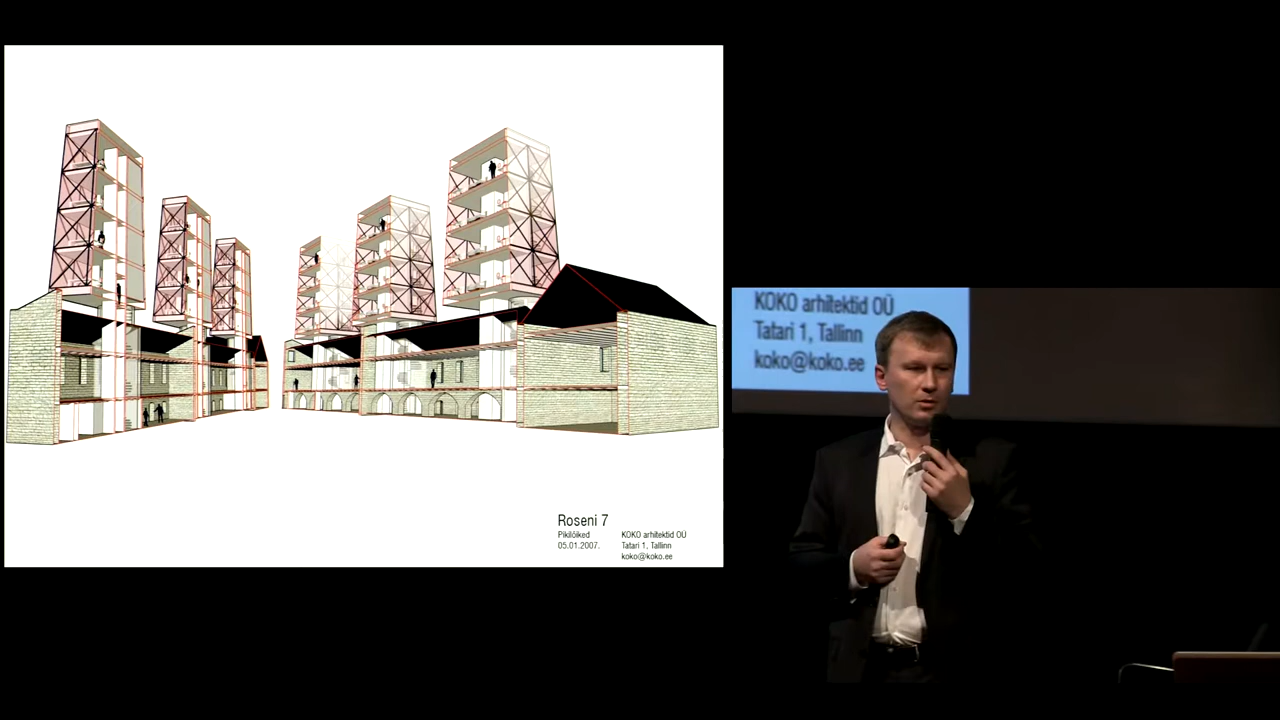 Roseni 7
Pikilõiked
05.01.2007.
KOKO arhitektid OÜ
Tatari 1, Tallinn
koko@koko.ee
KOKO arhitektid OÜ
Tatari 1, Tallinn
koko@koko.ee